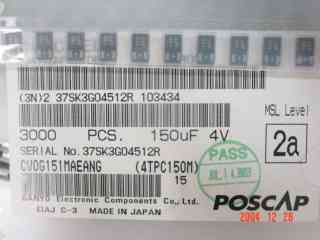 (3N)2 37SK3G04512R 103434
3000 PCS. 150uF 4V
MSL Level
2a
SERIAL No.37SK3G04512R
PASS
CV0G151MAEANG (4TPC150M)
15
SANYO Electronic Components Co., Ltd.
EIAJ C-3 MADE IN JAPAN
POSCAP
2004 12 28